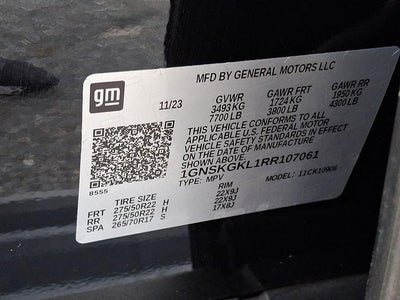 gm
MFD BY GENERAL MOTORS LLC
11/23 GVWR GAWR FRT GAWR RR
3493 KG 1724 KG 1950 KG
7700 LB 3800 LB 4300 LB
THIS VEHICLE CONFORMS TO ALL
APPLICABLE U.S. FEDERAL MOTOR
VEHICLE SAFETY STANDARDS IN EFFECT
ON THE DATE OF MANUFACTURE
SHOWN ABOVE.
1GNSKGKL1RR107061
8555 TYPE: MPV MODEL: 11CK10906
TIRE SIZE RIM
FRT 275/50R22 H 22X9J
RR 275/50R22 H 22X9J
SPA 265/70R17 S 17X8J